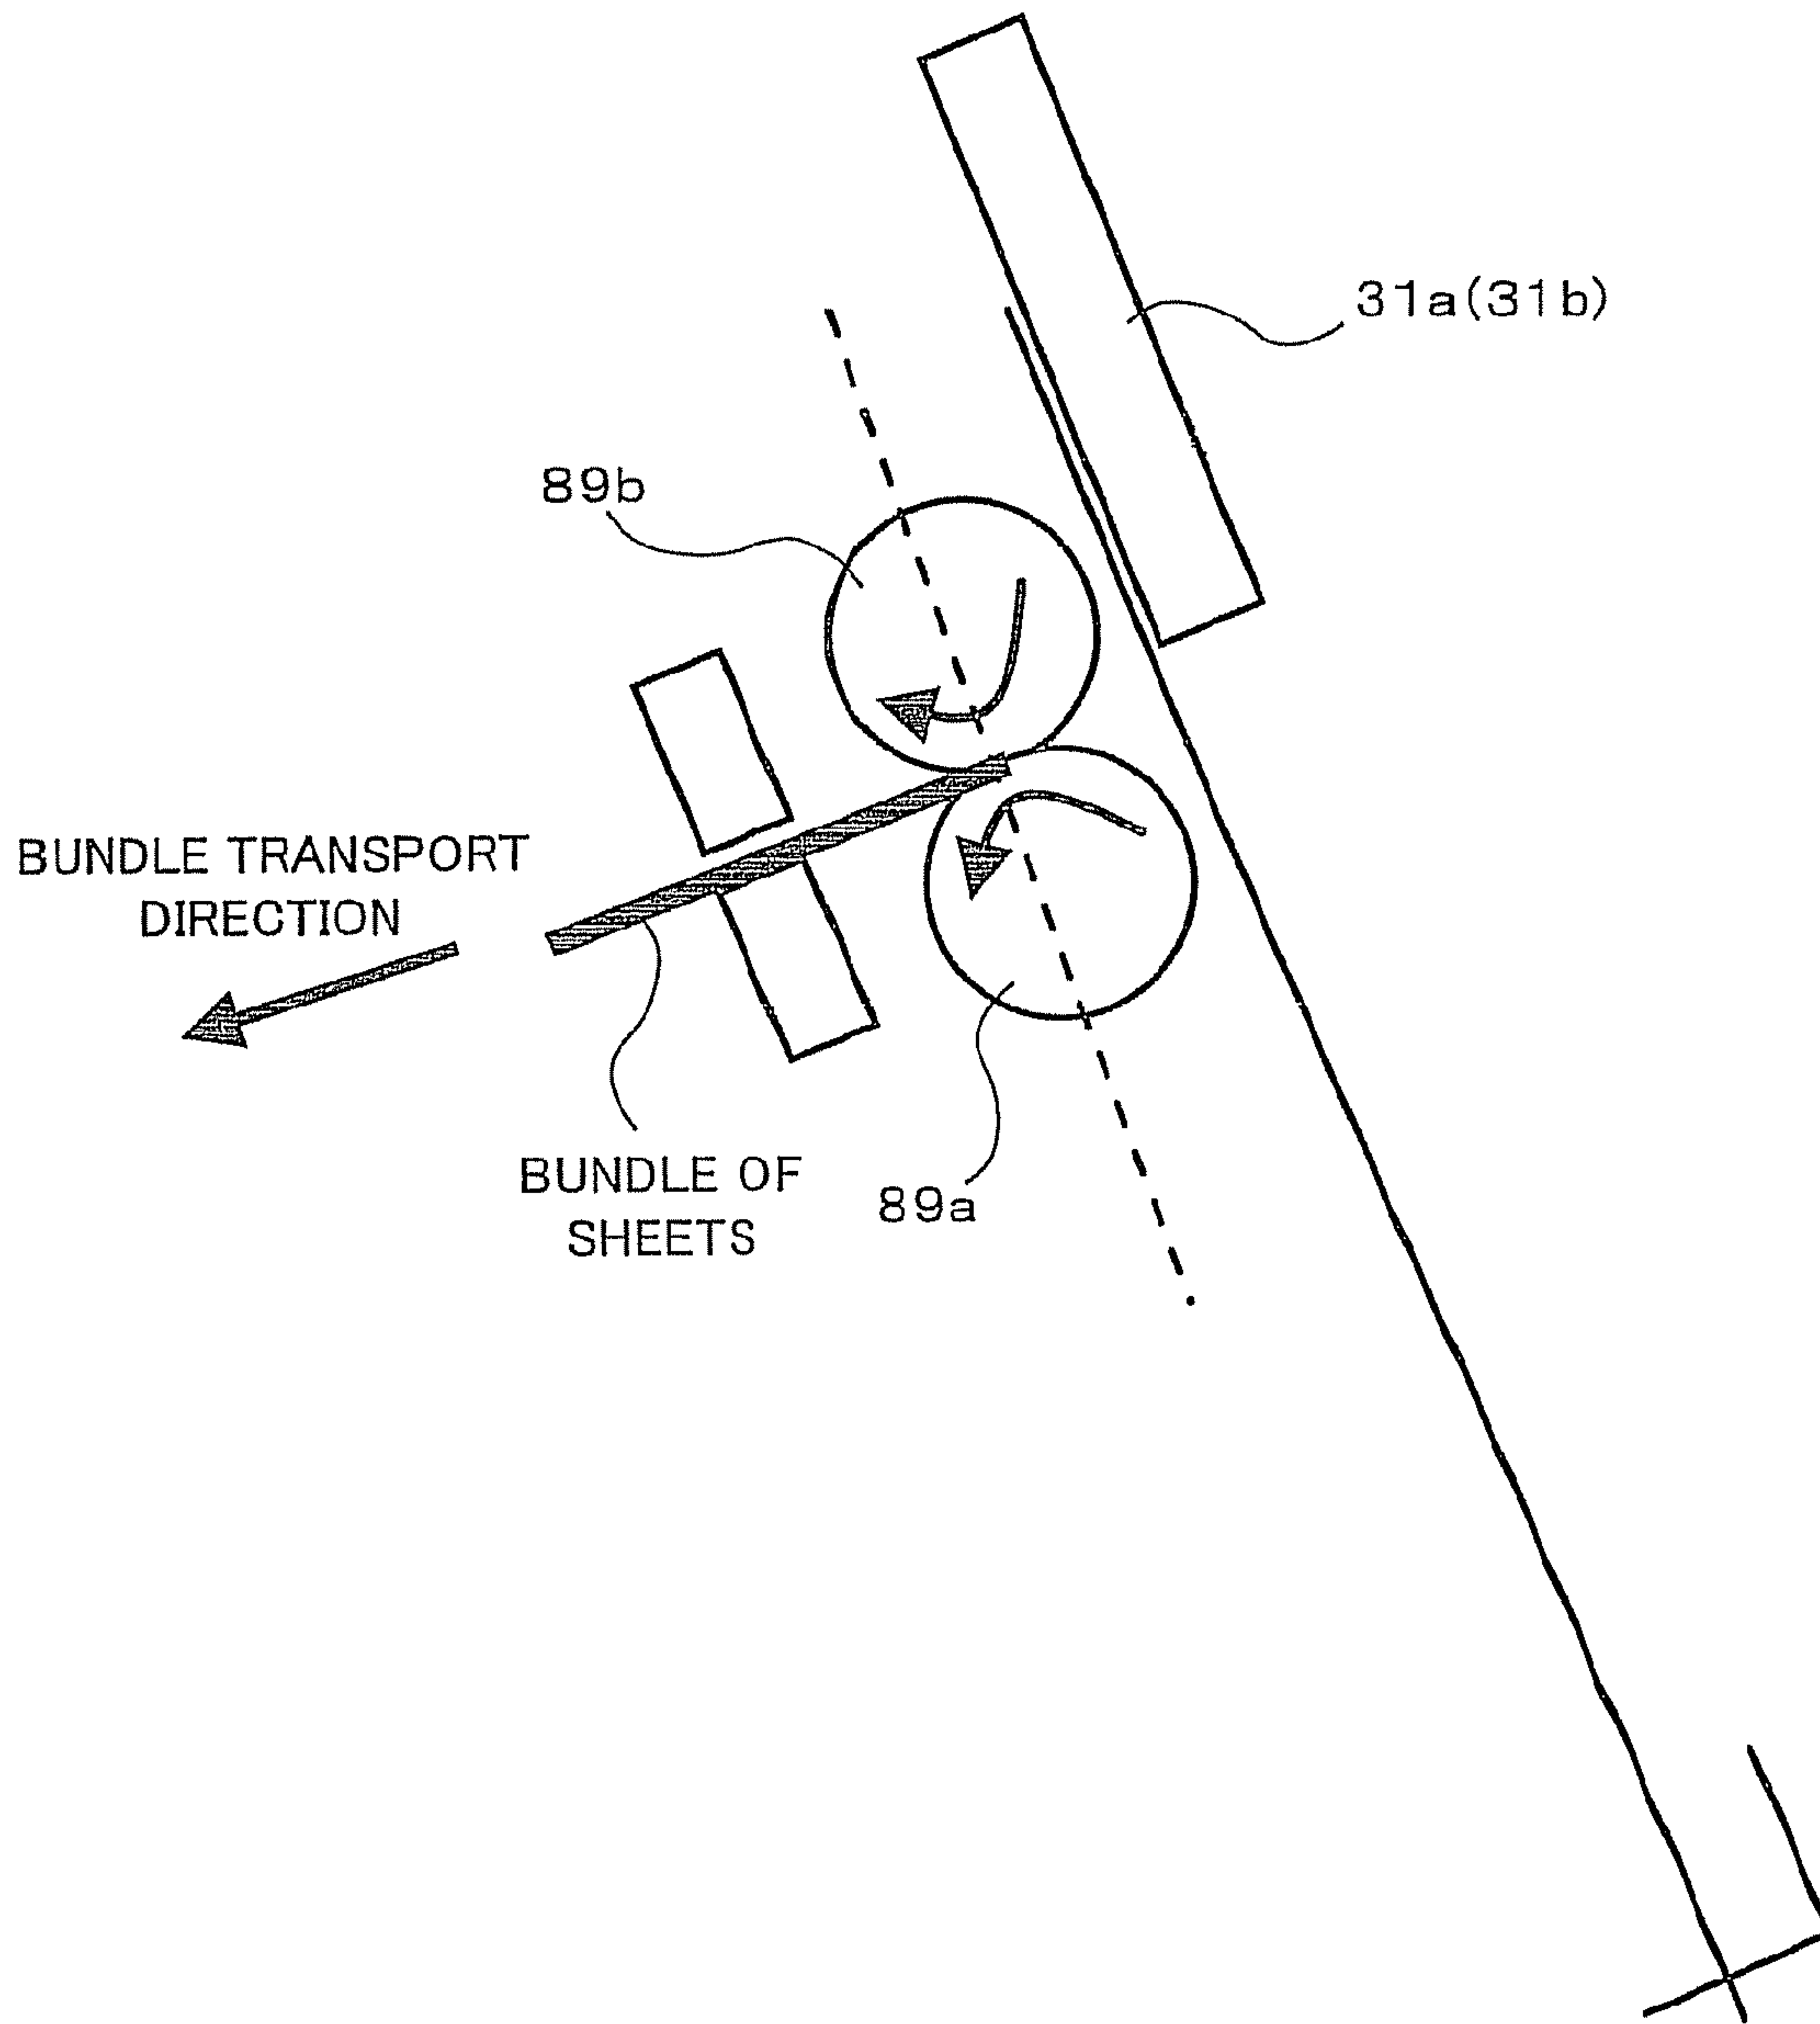 31a(31b)
89b
BUNDLE TRANSPORT
DIRECTION
BUNDLE OF
SHEETS
89a